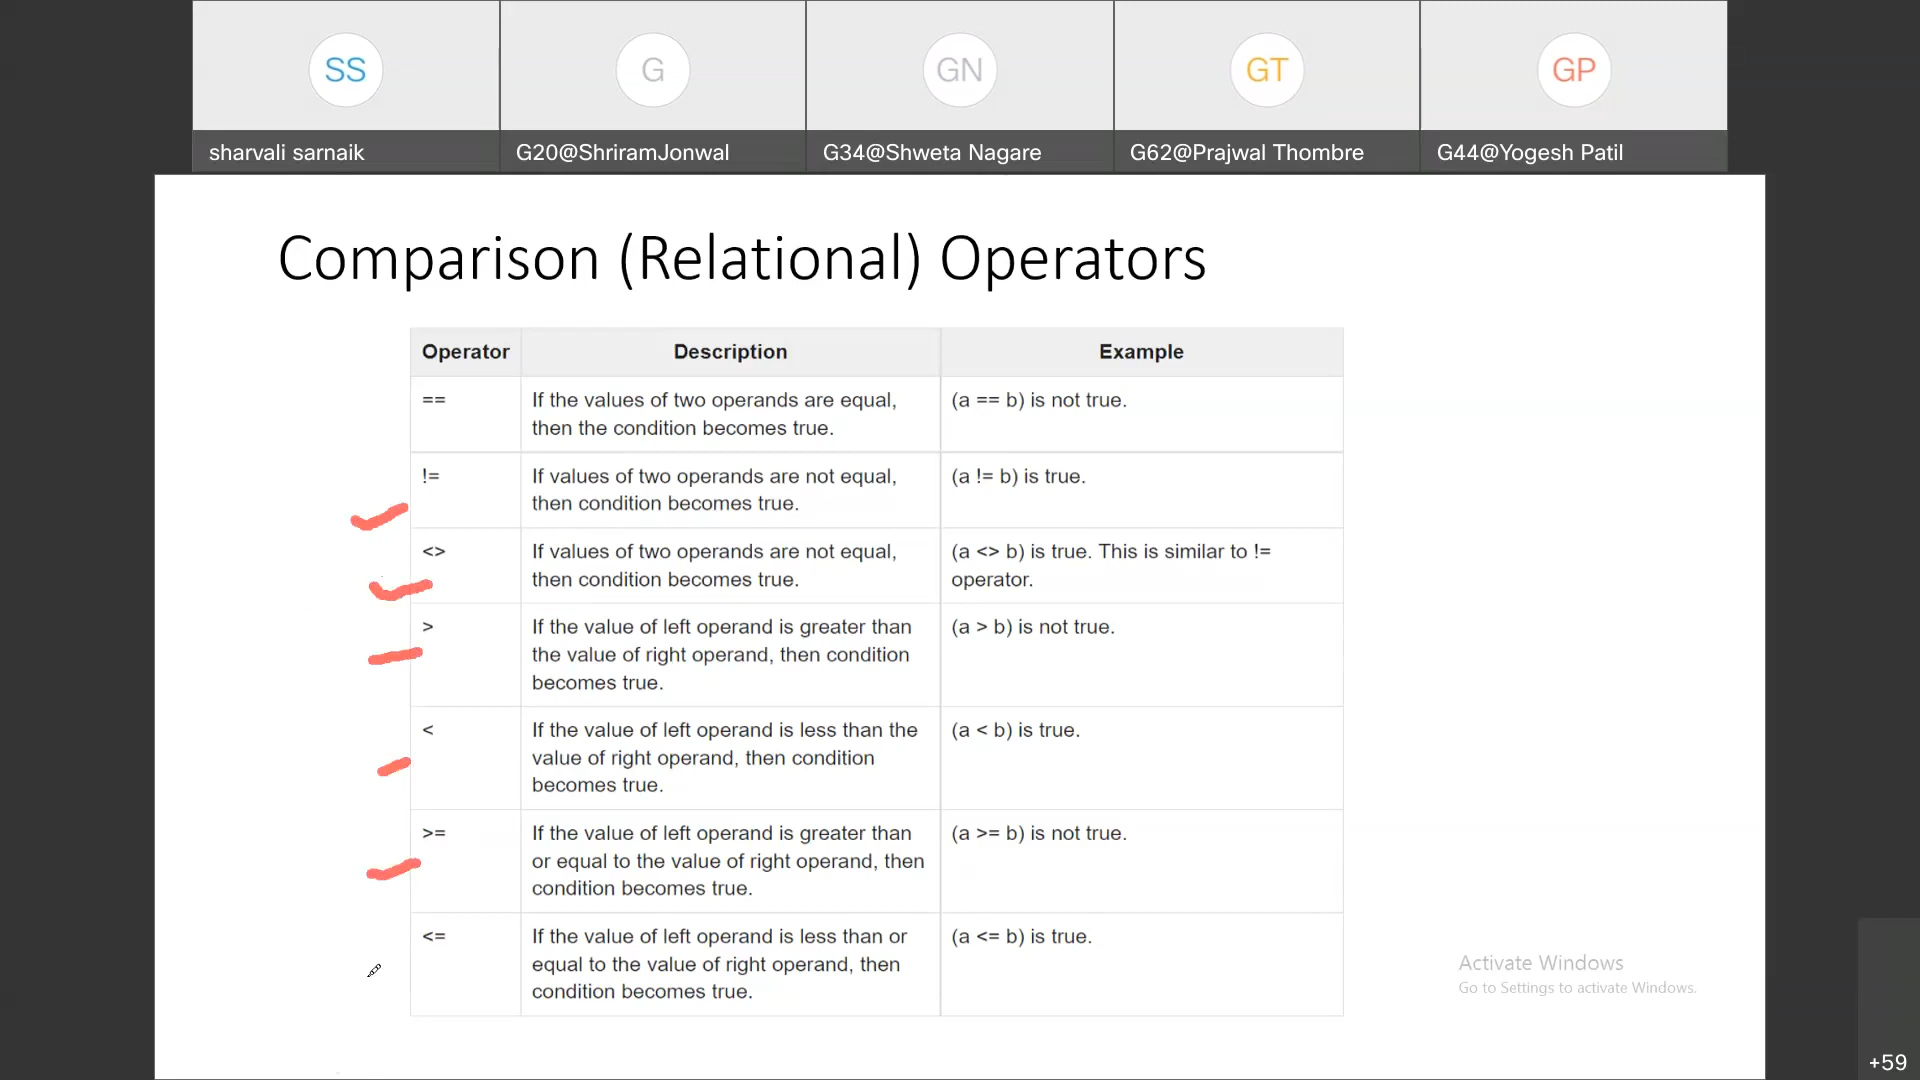 SS
G
GN
GT
GP
sharvali sarnaik
G20@ShriramJonwal
G34@Shweta Nagare
G62@Prajwal Thombre
G44@Yogesh Patil
Comparison (Relational) Operators
Operator Description Example
== If the values of two operands are equal, (a == b) is not true.
then the condition becomes true.
!= If values of two operands are not equal, (a != b) is true.
then condition becomes true.
<> If values of two operands are not equal, (a <> b) is true. This is similar to !=
then condition becomes true. operator.
> If the value of left operand is greater than (a > b) is not true.
the value of right operand, then condition
becomes true.
< If the value of left operand is less than the (a < b) is true.
value of right operand, then condition
becomes true.
>= If the value of left operand is greater than (a >= b) is not true.
or equal to the value of right operand, then
condition becomes true.
<= If the value of left operand is less than or (a <= b) is true.
equal to the value of right operand, then
condition becomes true.
Activate Windows
Go to Settings to activate Windows.
+59